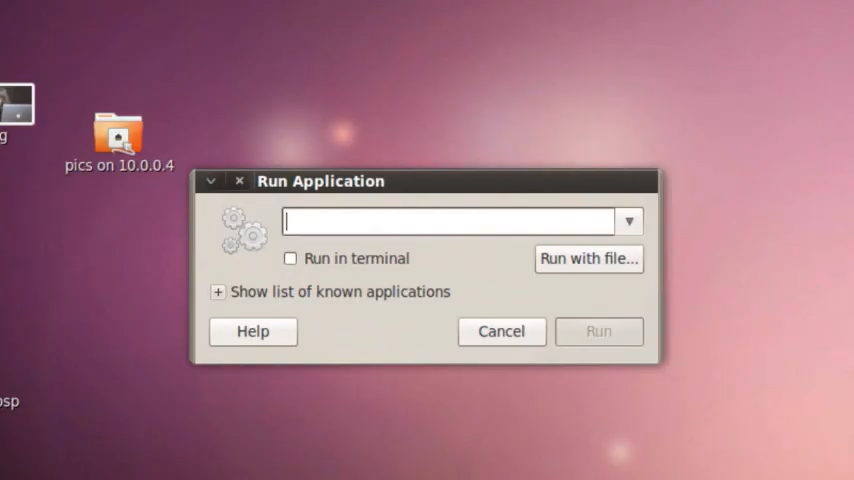 g
pics on 10.0.0.4
Run Application
Run in terminal
Run with file...
Show list of known applications
Help
Cancel
Run
osp